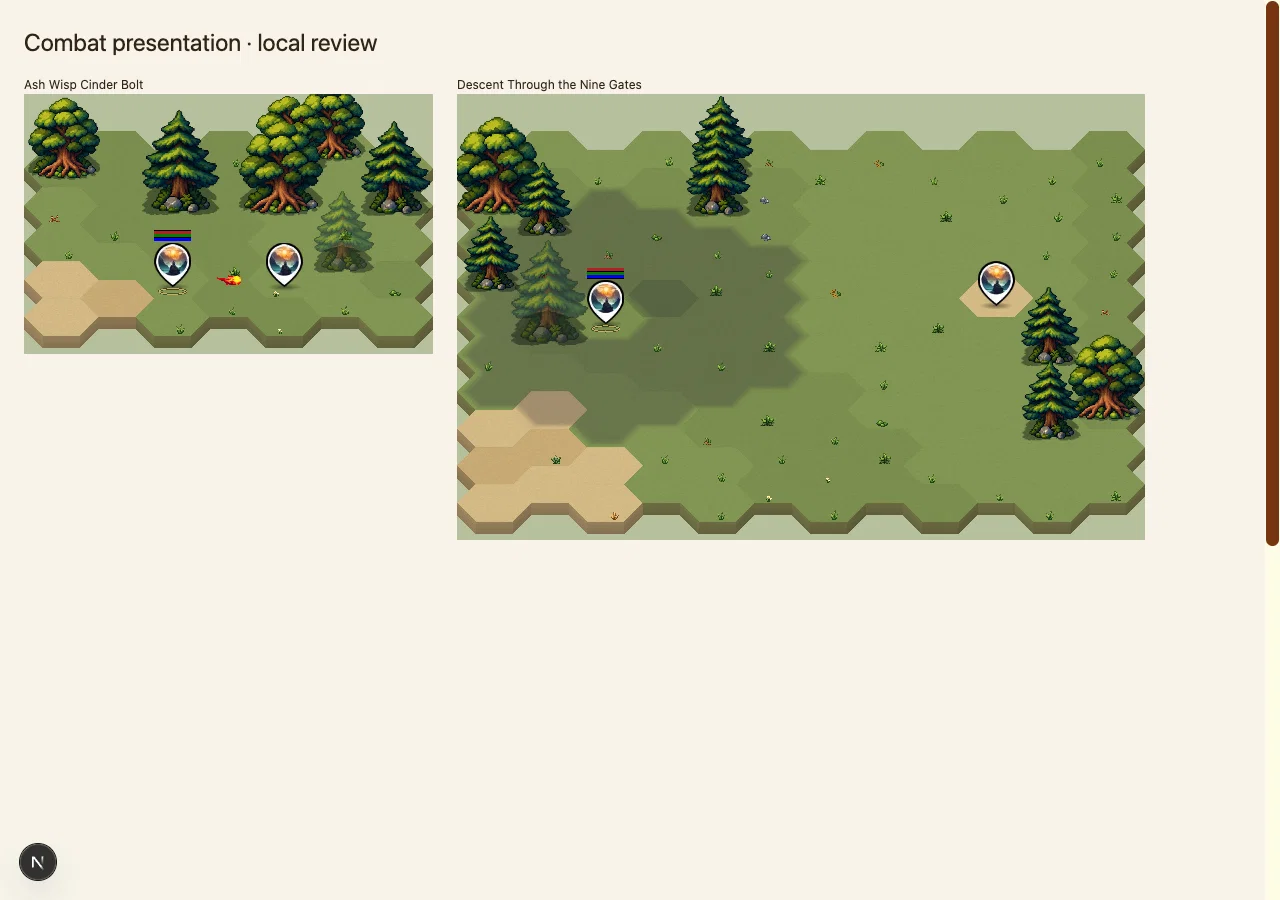 Combat presentation · local review
Ash Wisp Cinder Bolt
Descent Through the Nine Gates
N